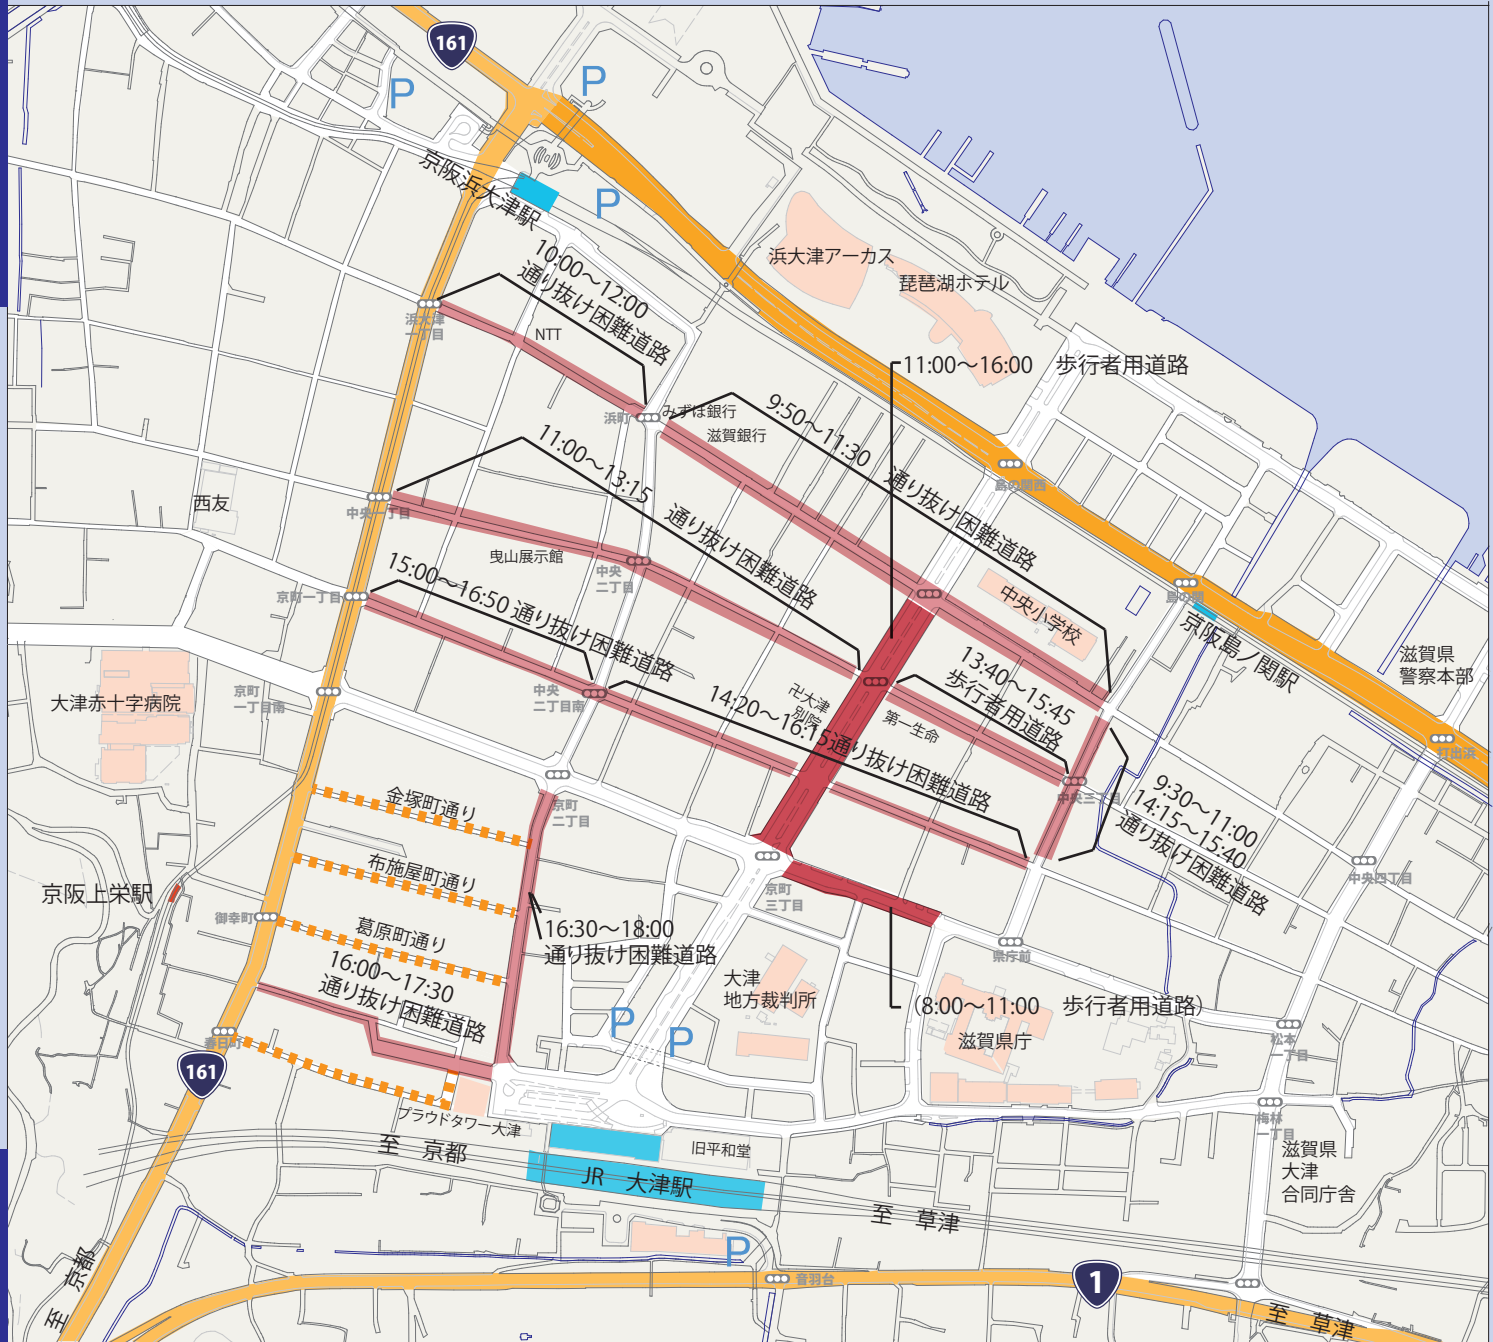 161
P
P
京阪浜大津駅
P
浜大津アーカス
琵琶湖ホテル
10:00〜12:00
通り抜け困難道路
浜大津
一丁目
NTT
11:00〜16:00　歩行者用道路
浜町
みずほ銀行
滋賀銀行
9:50〜11:30　通り抜け困難道路
11:00〜13:15　通り抜け困難道路
島の関西
西友
中央一丁目
曳山展示館
中央
二丁目
15:00〜16:50 通り抜け困難道路
京町一丁目
中央小学校
島の関
京阪島ノ関駅
滋賀県
警察本部
大津赤十字病院
京町
一丁目南
中央
二丁目南
卍大津
別院
第一生命
13:40〜15:45
歩行者用道路
14:20〜16:15通り抜け困難道路
打出浜
中央三丁目
9:30〜11:00
14:15〜15:40
通り抜け困難道路
金塚町通り
京町
二丁目
布施屋町通り
京町
三丁目
中央四丁目
京阪上栄駅
御幸町
葛原町通り
16:30〜18:00
通り抜け困難道路
県庁前
16:00〜17:30
通り抜け困難道路
大津
地方裁判所
（8:00〜11:00　歩行者用道路）
P
P
滋賀県庁
松本
一丁目
春日町
161
プラウドタワー大津
梅林
一丁目
至　京都
旧平和堂
滋賀県
大津
合同庁舎
JR　大津駅
至　草津
P
至　京都
音羽台
1
至　草津